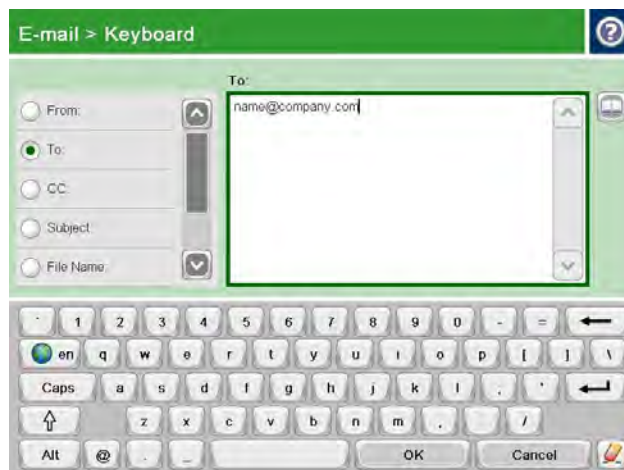 E-mail > Keyboard
?
To:
From:
name@company.com
To:
CC:
Subject:
File Name:
` 1 2 3 4 5 6 7 8 9 0 - =
en q w e r t y u i o p [ ] \
Caps a s d f g h j k l ; '
z x c v b n m , . /
Alt @ . _ OK Cancel